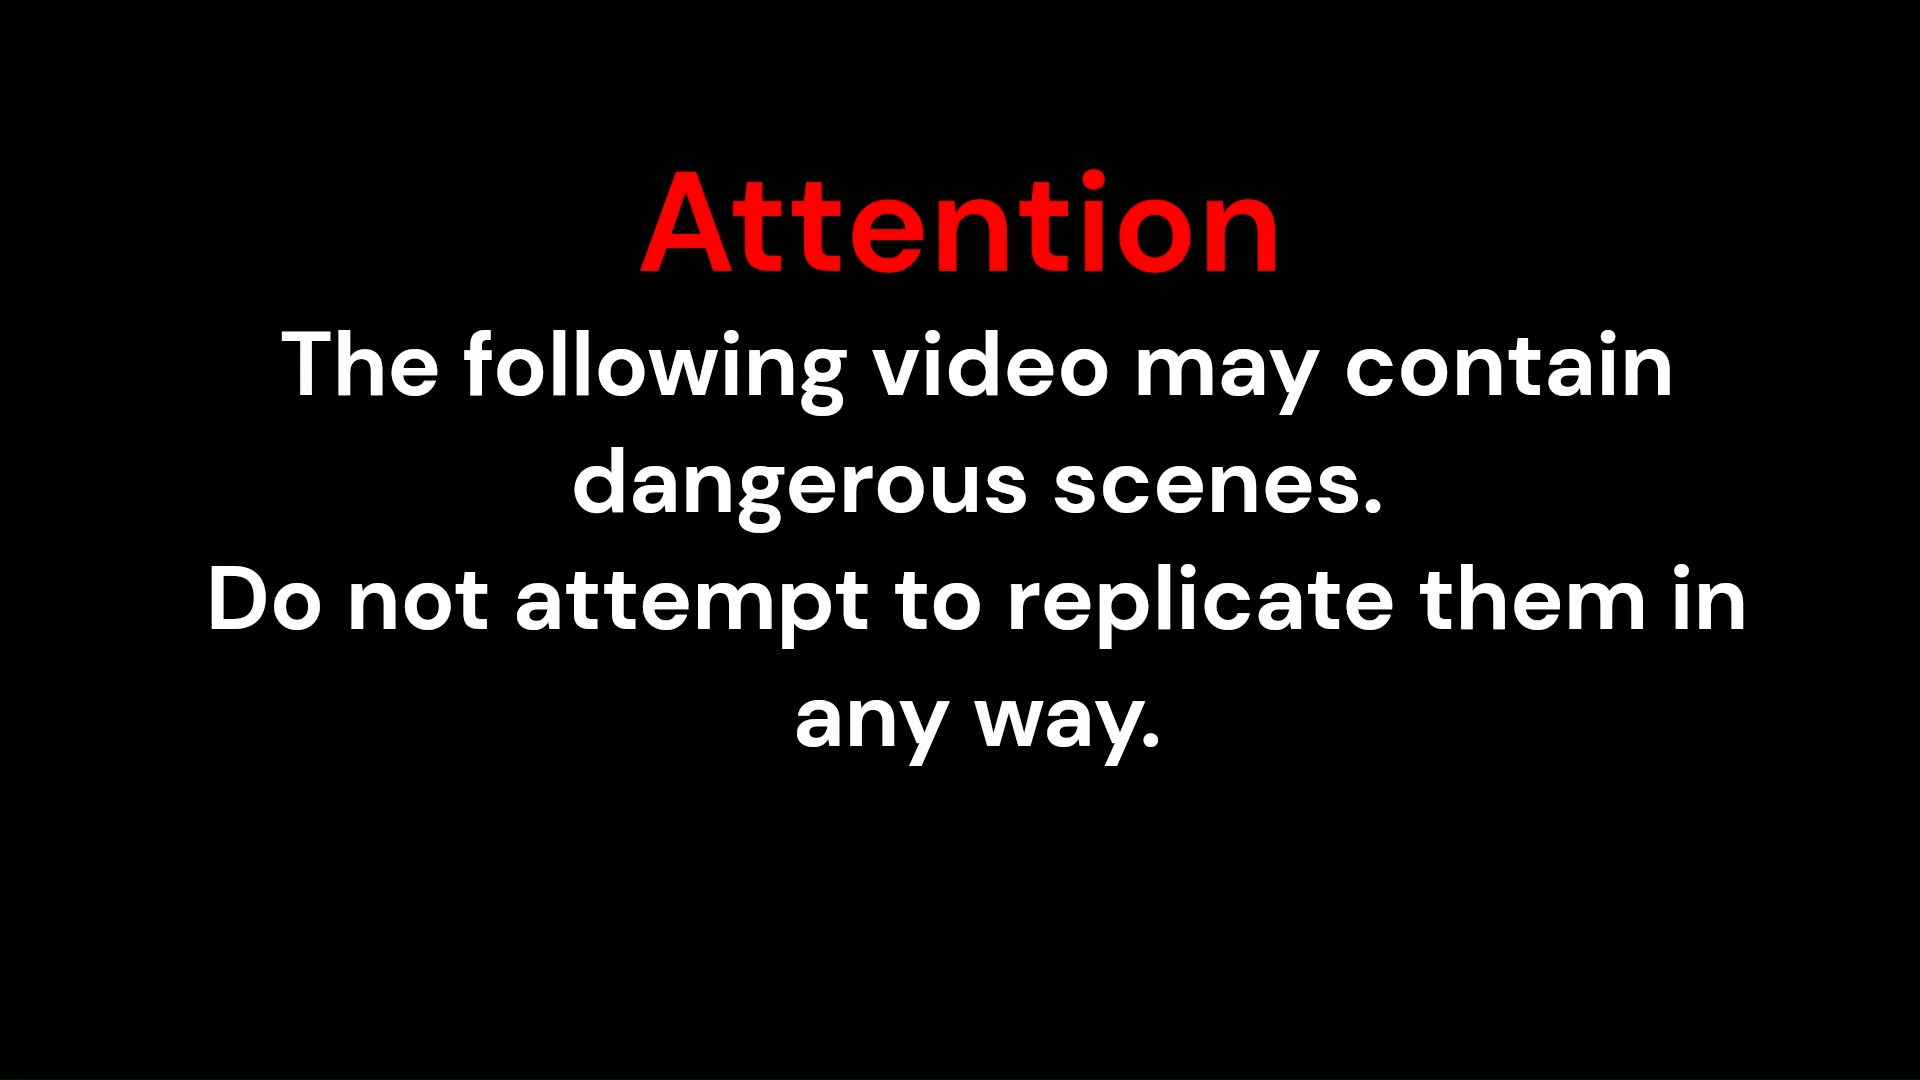 Attention
The following video may contain
dangerous scenes.
Do not attempt to replicate them in
any way.